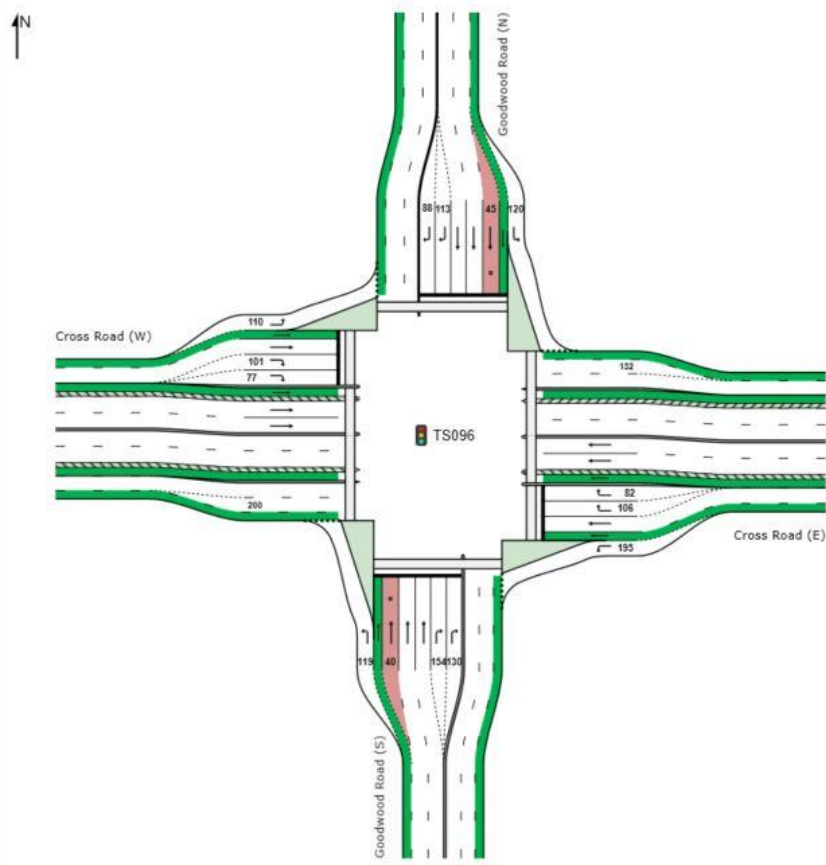 N
Goodwood Road (N)
88 113 45 120
110
Cross Road (W)
101
77
132
TS096
82
106
200
Cross Road (E)
195
119 40 154 130
Goodwood Road (S)